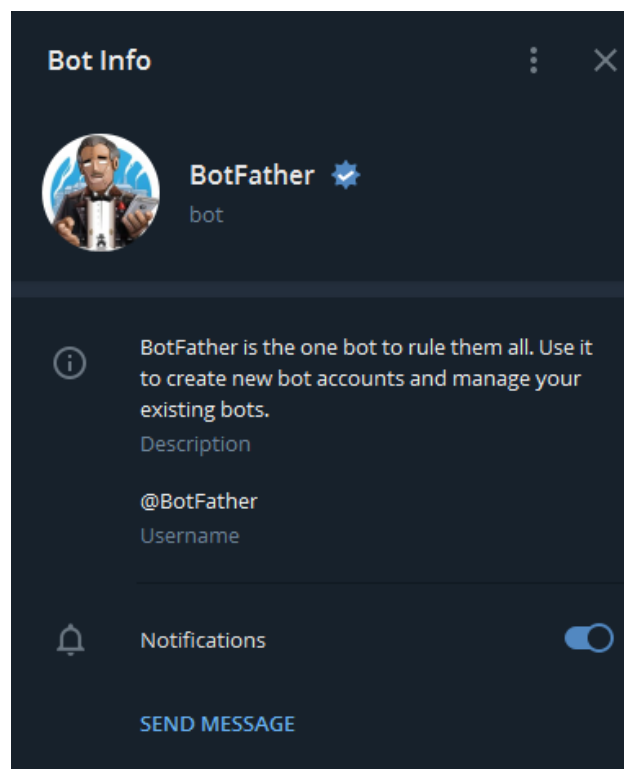 Bot Info
BotFather
bot
BotFather is the one bot to rule them all. Use it
to create new bot accounts and manage your
existing bots.
Description
@BotFather
Username
Notifications
SEND MESSAGE